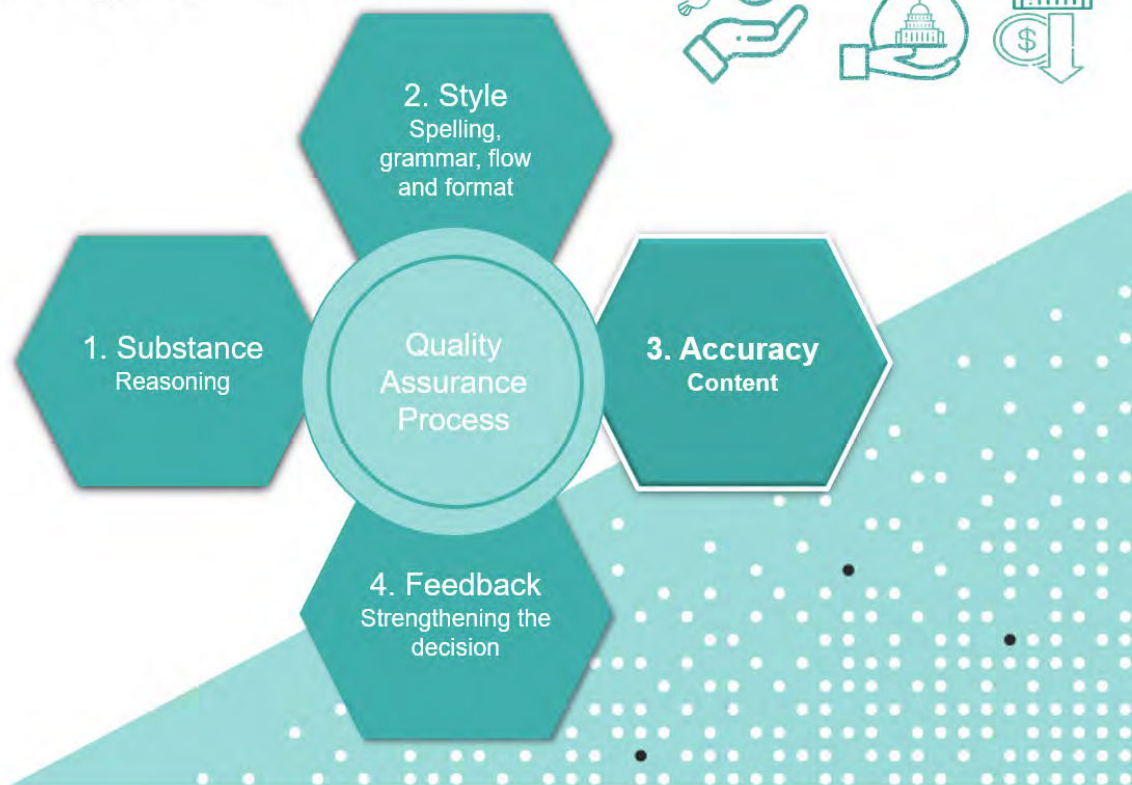 2. Style
Spelling,
grammar, flow
and format
1. Substance
Reasoning
Quality
Assurance
Process
3. Accuracy
Content
4. Feedback
Strengthening the
decision
$